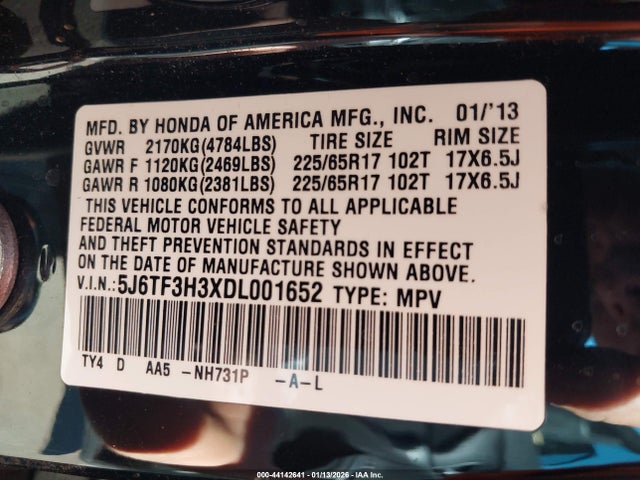 MFD. BY HONDA OF AMERICA MFG., INC. 01/'13
GVWR 2170KG(4784LBS) TIRE SIZE RIM SIZE
GAWR F 1120KG(2469LBS) 225/65R17 102T 17X6.5J
GAWR R 1080KG(2381LBS) 225/65R17 102T 17X6.5J
THIS VEHICLE CONFORMS TO ALL APPLICABLE
FEDERAL MOTOR VEHICLE SAFETY
AND THEFT PREVENTION STANDARDS IN EFFECT
ON THE DATE OF MANUFACTURE SHOWN ABOVE.
V.I.N.:5J6TF3H3XDL001652 TYPE: MPV
TY4 D AA5 -NH731P -A-L
000-44142641 - 01/13/2026 - IAA Inc.